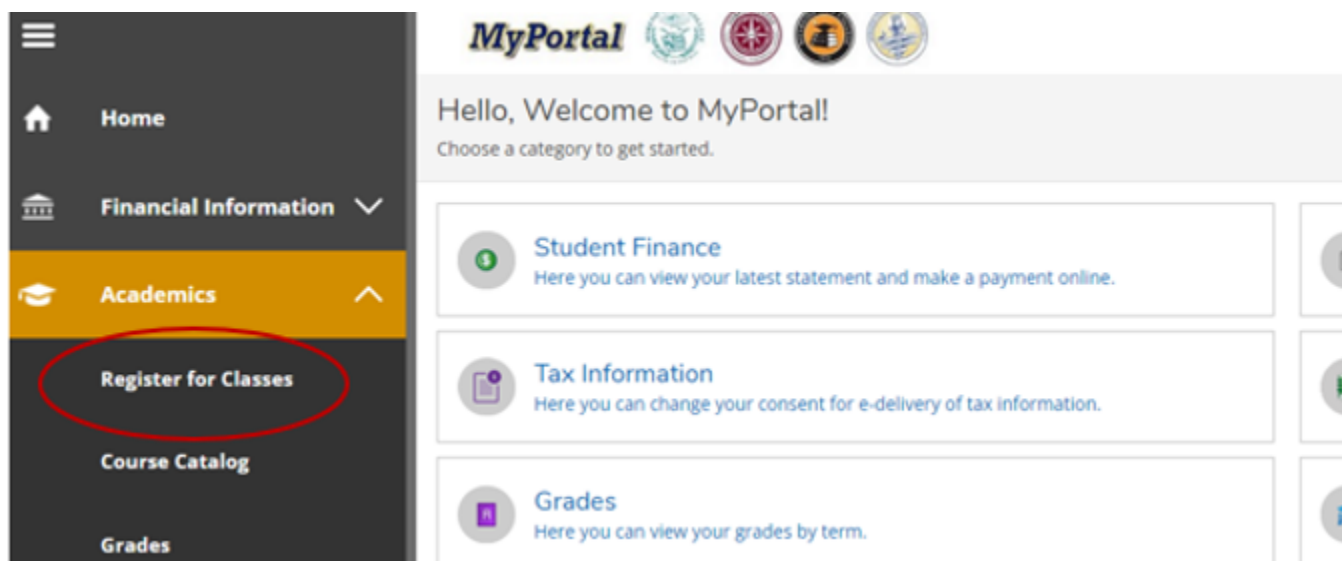 MyPortal
Home
Financial Information
Academics
Register for Classes
Course Catalog
Grades
Hello, Welcome to MyPortal!
Choose a category to get started.
Student Finance
Here you can view your latest statement and make a payment online.
Tax Information
Here you can change your consent for e-delivery of tax information.
Grades
Here you can view your grades by term.